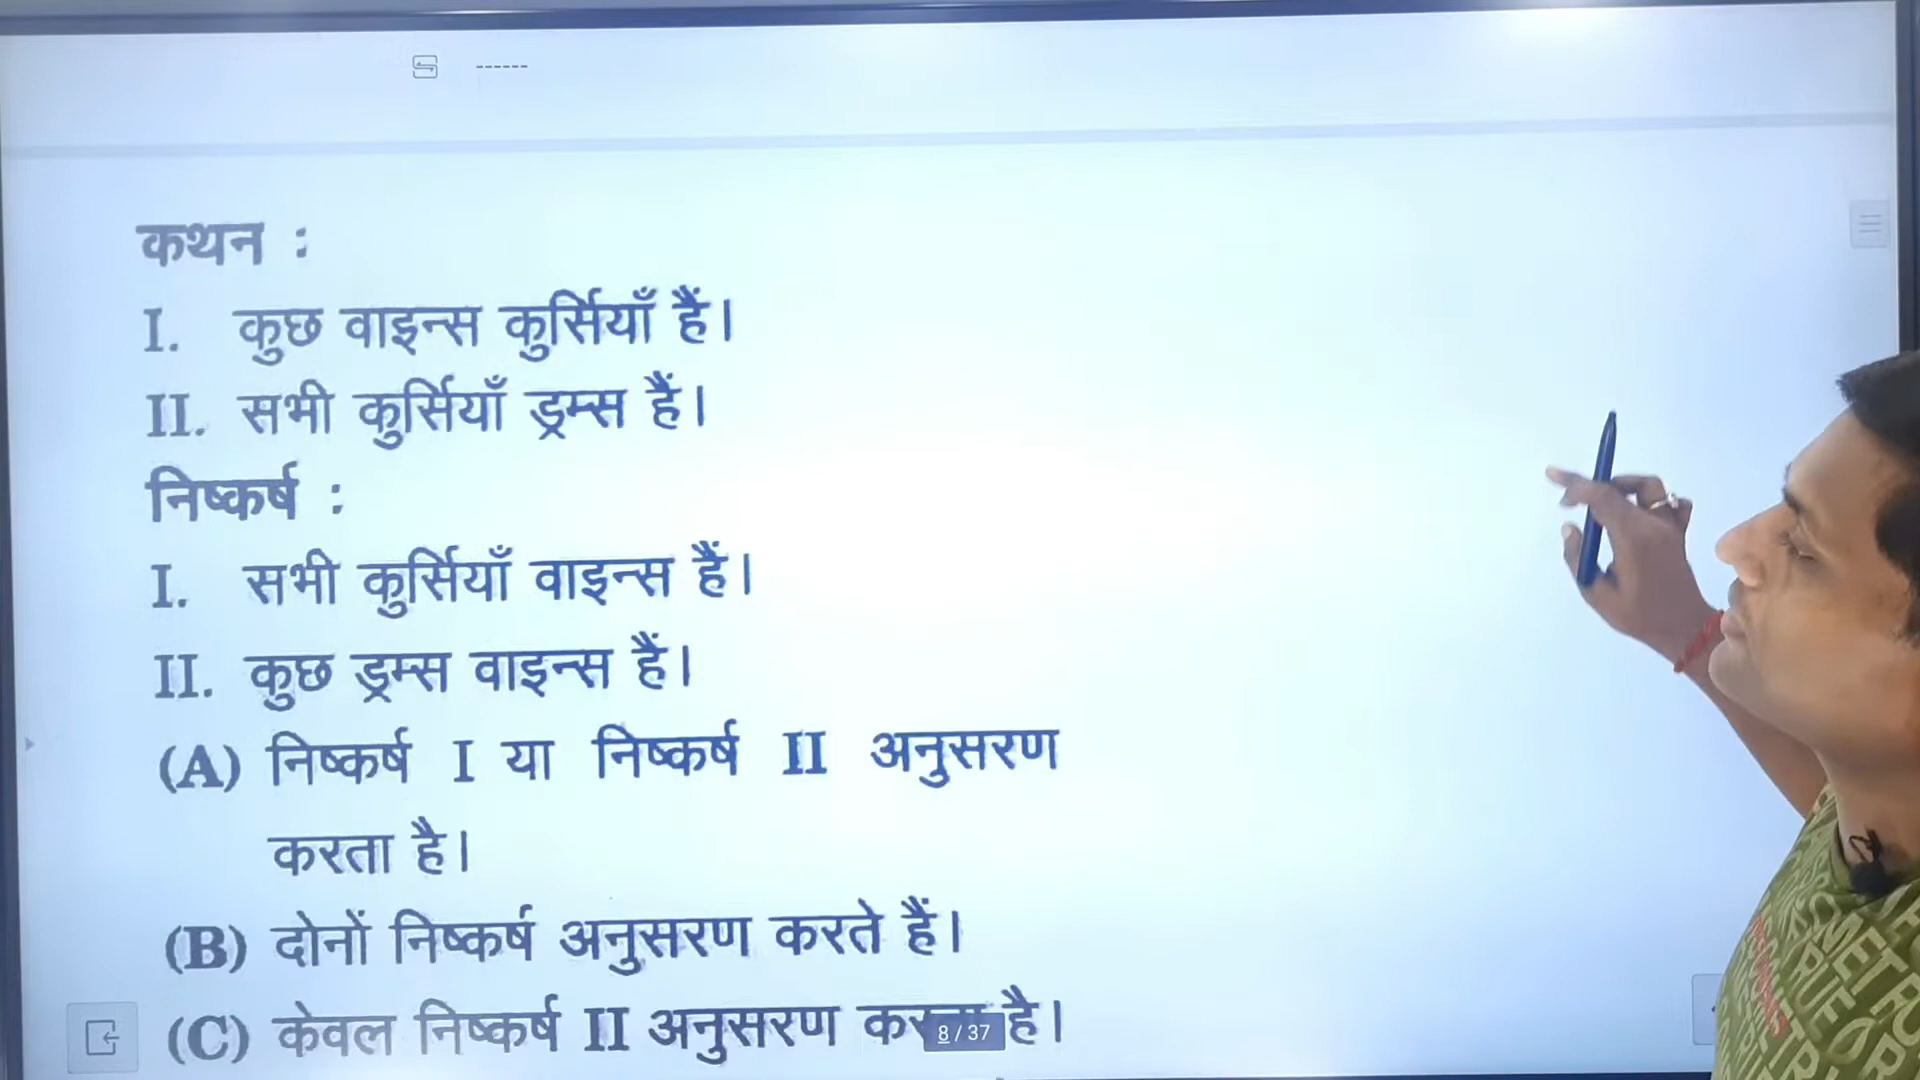 ------
कथन :
I. कुछ वाइन्स कुर्सियाँ हैं।
II. सभी कुर्सियाँ ड्रम्स हैं।
निष्कर्ष :
I. सभी कुर्सियाँ वाइन्स हैं।
II. कुछ ड्रम्स वाइन्स हैं।
(A) निष्कर्ष I या निष्कर्ष II अनुसरण
करता है।
(B) दोनों निष्कर्ष अनुसरण करते हैं।
(C) केवल निष्कर्ष II अनुसरण करता है।
8 / 37